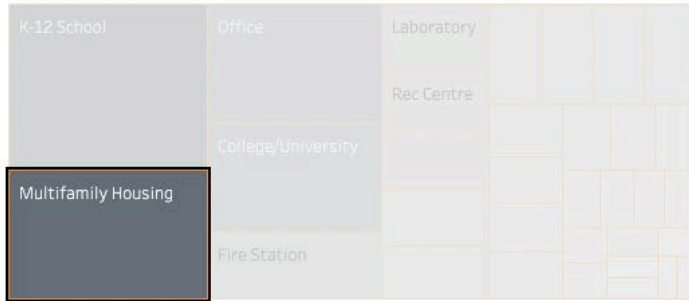 K-12 School
Office
Laboratory
Rec Centre
College/University
Multifamily Housing
Fire Station